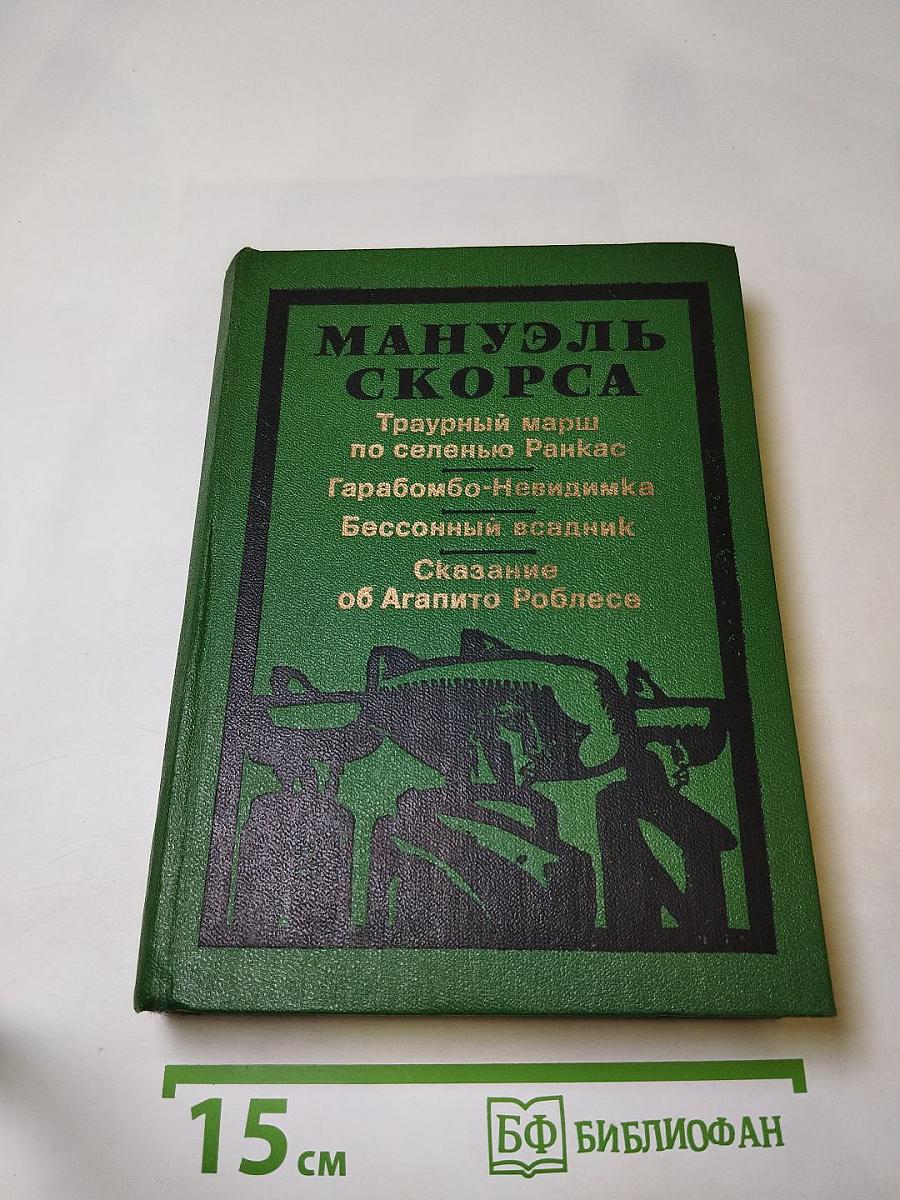 МАНУЭЛЬ
СКОРСА
Траурный марш
по селенью Ранкас
Гарабомбо-Невидимка
Бессонный всадник
Сказание
об Агапито Роблесе
15 см
БФ БИБЛИОФАН